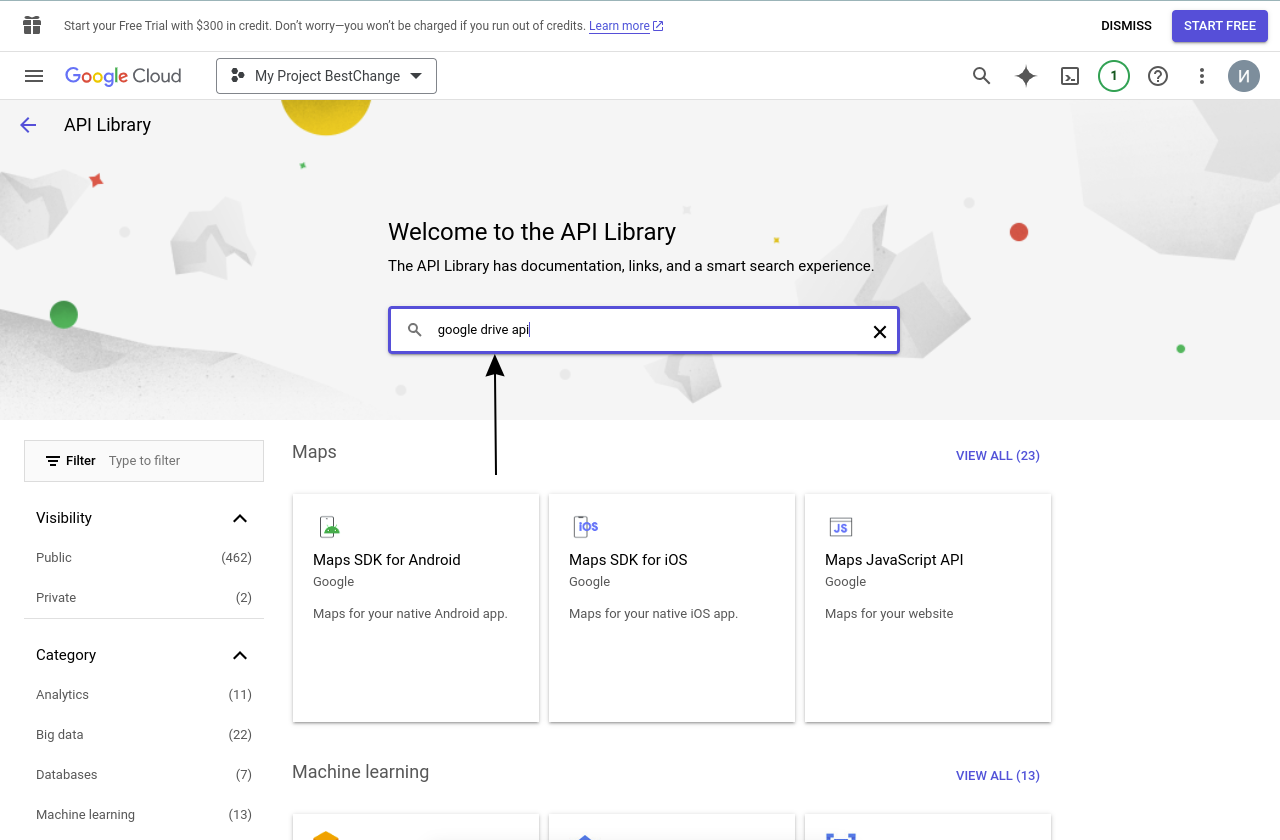 Start your Free Trial with $300 in credit. Don’t worry—you won’t be charged if you run out of credits. Learn more
DISMISS
START FREE
Google Cloud
My Project BestChange
1
И
API Library
Welcome to the API Library
The API Library has documentation, links, and a smart search experience.
google drive api
Filter Type to filter
Visibility
Public (462)
Private (2)
Category
Analytics (11)
Big data (22)
Databases (7)
Machine learning (13)
Maps
VIEW ALL (23)
Maps SDK for Android
Google
Maps for your native Android app.
iOS
Maps SDK for iOS
Google
Maps for your native iOS app.
JS
Maps JavaScript API
Google
Maps for your website
Machine learning
VIEW ALL (13)